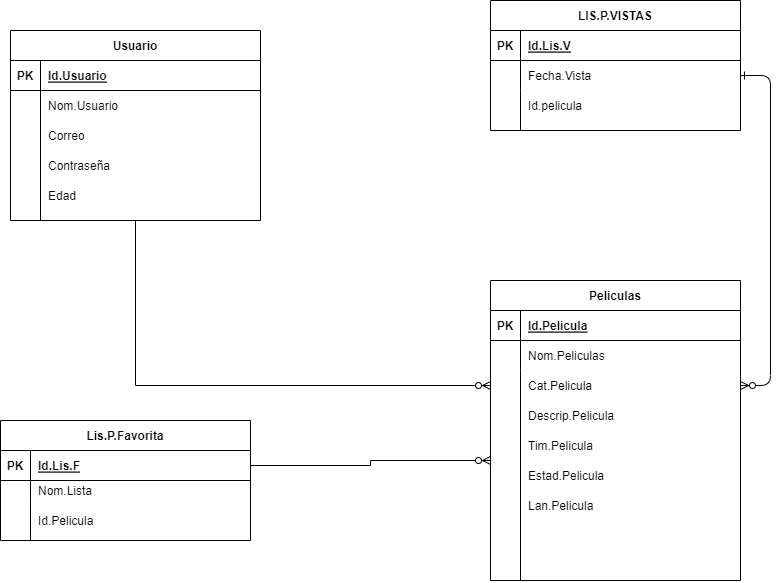 LIS.P.VISTAS
PK Id.Lis.V
Fecha.Vista
Id.pelicula
Usuario
PK Id.Usuario
Nom.Usuario
Correo
Contraseña
Edad
Peliculas
PK Id.Pelicula
Nom.Peliculas
Cat.Pelicula
Descrip.Pelicula
Tim.Pelicula
Estad.Pelicula
Lan.Pelicula
Lis.P.Favorita
PK Id.Lis.F
Nom.Lista
Id.Pelicula